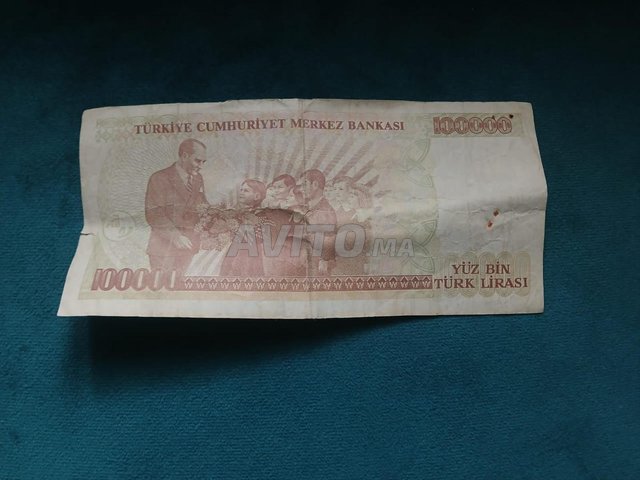 TÜRKİYE CUMHURİYET MERKEZ BANKASI
100000
AVITO.MA
100000
YÜZ BİN
TÜRK LİRASI